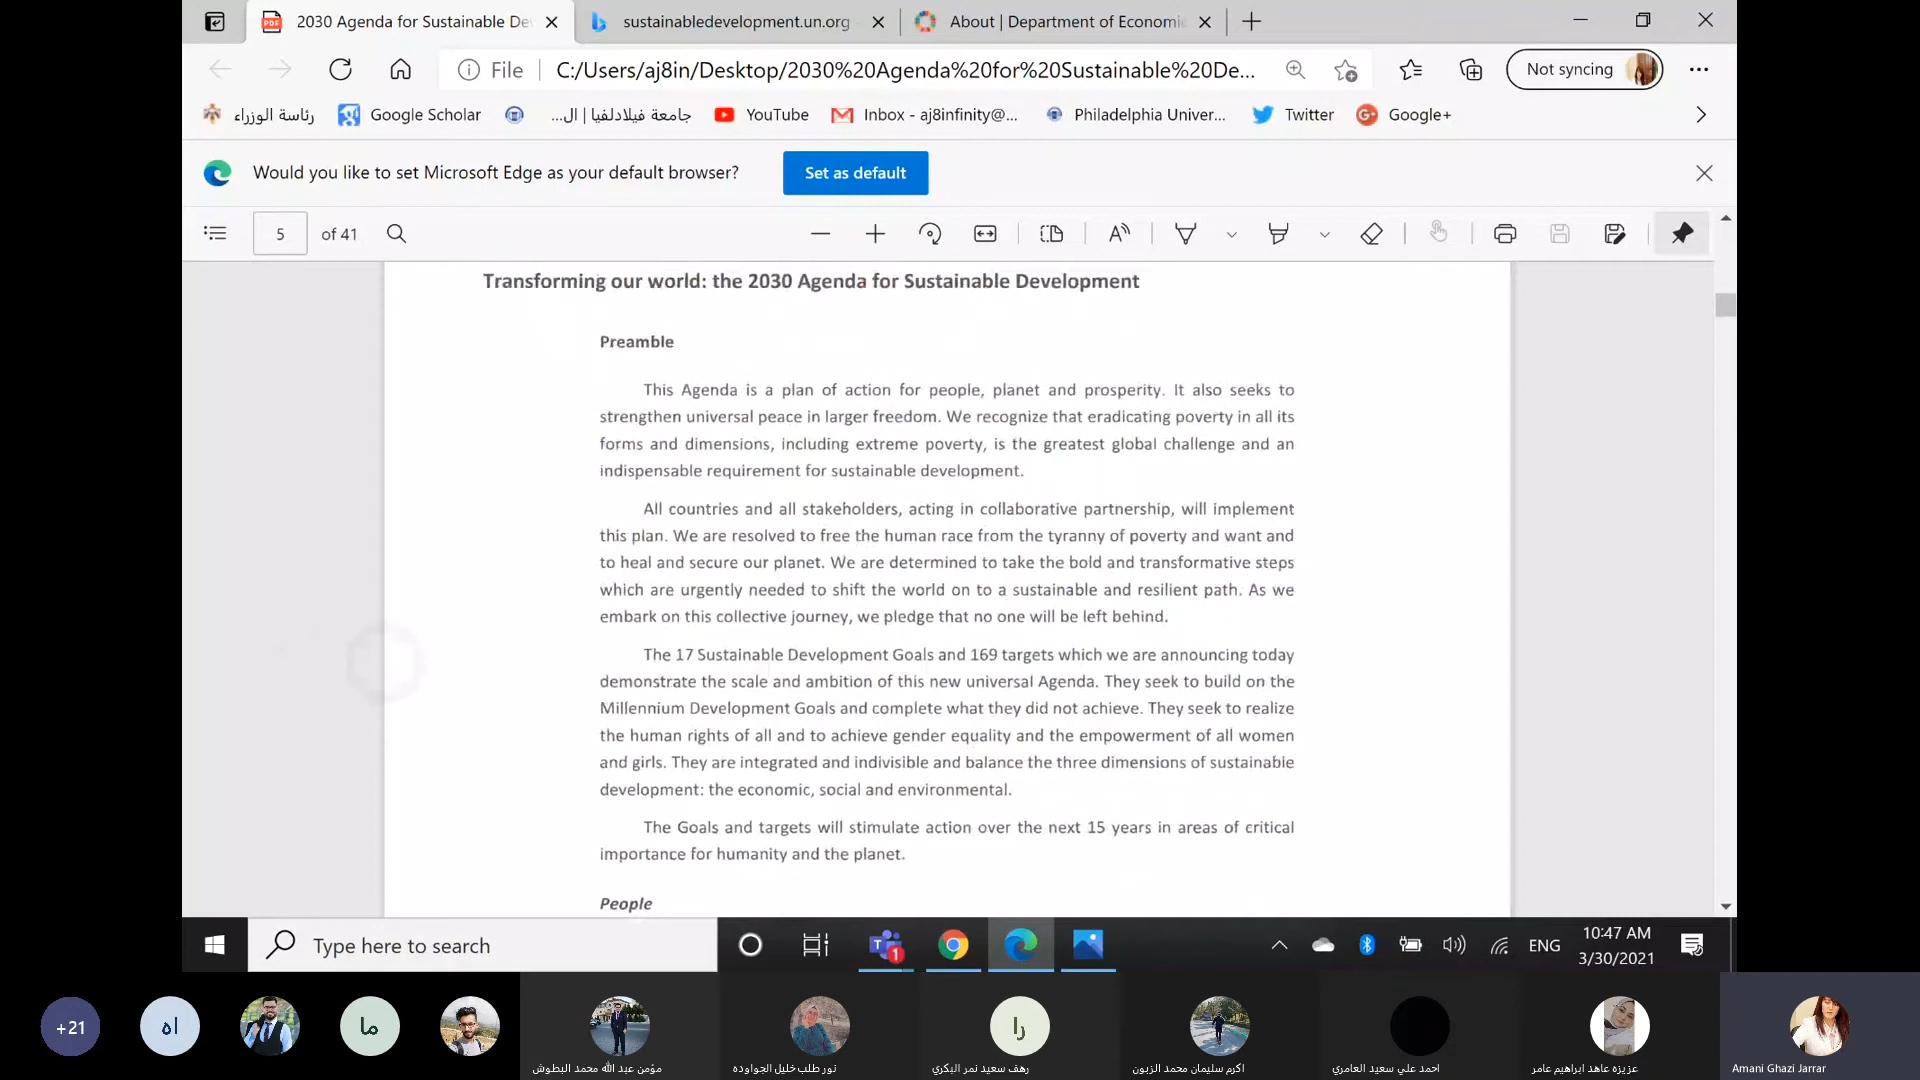 2030 Agenda for Sustainable De
sustainabledevelopment.un.org
About | Department of Economi
File
C:/Users/aj8in/Desktop/2030%20Agenda%20for%20Sustainable%20De...
Not syncing
رئاسة الوزراء
Google Scholar
جامعة فيلادلفيا | ال...
YouTube
Inbox - aj8infinity@...
Philadelphia Univer...
Twitter
Google+
Would you like to set Microsoft Edge as your default browser?
Set as default
5 of 41
Transforming our world: the 2030 Agenda for Sustainable Development
Preamble
This Agenda is a plan of action for people, planet and prosperity. It also seeks to
strengthen universal peace in larger freedom. We recognize that eradicating poverty in all its
forms and dimensions, including extreme poverty, is the greatest global challenge and an
indispensable requirement for sustainable development.
All countries and all stakeholders, acting in collaborative partnership, will implement
this plan. We are resolved to free the human race from the tyranny of poverty and want and
to heal and secure our planet. We are determined to take the bold and transformative steps
which are urgently needed to shift the world on to a sustainable and resilient path. As we
embark on this collective journey, we pledge that no one will be left behind.
The 17 Sustainable Development Goals and 169 targets which we are announcing today
demonstrate the scale and ambition of this new universal Agenda. They seek to build on the
Millennium Development Goals and complete what they did not achieve. They seek to realize
the human rights of all and to achieve gender equality and the empowerment of all women
and girls. They are integrated and indivisible and balance the three dimensions of sustainable
development: the economic, social and environmental.
The Goals and targets will stimulate action over the next 15 years in areas of critical
importance for humanity and the planet.
People
Type here to search
1
ENG
10:47 AM
3/30/2021
+21
اه
ما
را
مؤمن عبد الله محمد البطوش
نور طلب خليل الجواوده
رهف سعيد نمر البكري
اكرم سليمان محمد الزبون
احمد علي سعيد العامري
عزيزه عاهد ابراهيم عامر
Amani Ghazi Jarrar